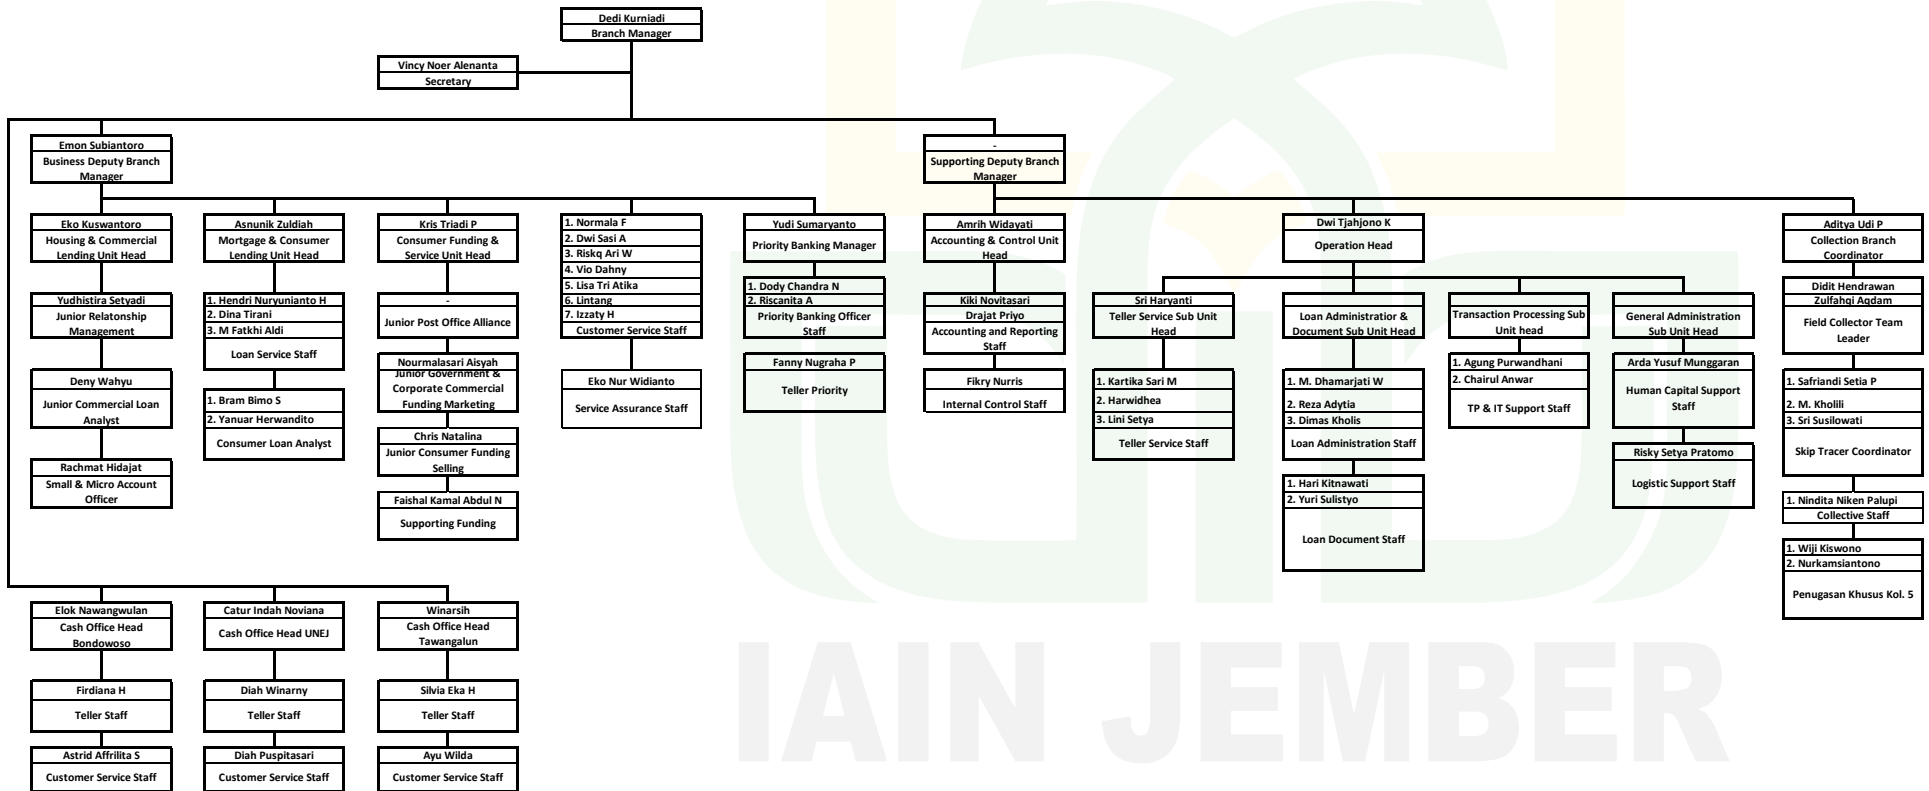 Dedi Kurniadi
Branch Manager
Vincy Noer Alenanta
Secretary
Emon Subiantoro
Business Deputy Branch
Manager
-
Supporting Deputy Branch
Manager
Eko Kuswantoro
Housing & Commercial
Lending Unit Head
Yudhistira Setyadi
Junior Relatonship
Management
Deny Wahyu
Junior Commercial Loan
Analyst
Rachmat Hidajat
Small & Micro Account
Officer
Asnunik Zuldiah
Mortgage & Consumer
Lending Unit Head
1. Hendri Nuryunianto H
2. Dina Tirani
3. M Fatkhi Aldi
Loan Service Staff
1. Bram Bimo S
2. Yanuar Herwandito
Consumer Loan Analyst
Kris Triadi P
Consumer Funding &
Service Unit Head
-
Junior Post Office Alliance
Nourmalasari Aisyah
Junior Government &
Corporate Commercial
Funding Marketing
Chris Natalina
Junior Consumer Funding
Selling
Faishal Kamal Abdul N
Supporting Funding
1. Normala F
2. Dwi Sasi A
3. Riskq Ari W
4. Vio Dahny
5. Lisa Tri Atika
6. Lintang
7. Izzaty H
Customer Service Staff
Eko Nur Widianto
Service Assurance Staff
Yudi Sumaryanto
Priority Banking Manager
1. Dody Chandra N
2. Riscanita A
Priority Banking Officer
Staff
Fanny Nugraha P
Teller Priority
Amrih Widayati
Accounting & Control Unit
Head
Kiki Novitasari
Drajat Priyo
Accounting and Reporting
Staff
Fikry Nurris
Internal Control Staff
Dwi Tjahjono K
Operation Head
Sri Haryanti
Teller Service Sub Unit
Head
1. Kartika Sari M
2. Harwidhea
3. Lini Setya
Teller Service Staff
Loan Administratior &
Document Sub Unit Head
1. M. Dhamarjati W
2. Reza Adytia
3. Dimas Kholis
Loan Administration Staff
1. Hari Kitnawati
2. Yuri Sulistyo
Loan Document Staff
Transaction Processing Sub
Unit head
1. Agung Purwandhani
2. Chairul Anwar
TP & IT Support Staff
General Administration
Sub Unit Head
Arda Yusuf Munggaran
Human Capital Support
Staff
Risky Setya Pratomo
Logistic Support Staff
Aditya Udi P
Collection Branch
Coordinator
Didit Hendrawan
Zulfahqi Aqdam
Field Collector Team
Leader
1. Safriandi Setia P
2. M. Kholili
3. Sri Susilowati
Skip Tracer Coordinator
1. Nindita Niken Palupi
Collective Staff
1. Wiji Kiswono
2. Nurkamsiantono
Penugasan Khusus Kol. 5
Elok Nawangwulan
Cash Office Head
Bondowoso
Firdiana H
Teller Staff
Astrid Affrilita S
Customer Service Staff
Catur Indah Noviana
Cash Office Head UNEJ
Diah Winarny
Teller Staff
Diah Puspitasari
Customer Service Staff
Winarsih
Cash Office Head
Tawangalun
Silvia Eka H
Teller Staff
Ayu Wilda
Customer Service Staff
IAIN JEMBER